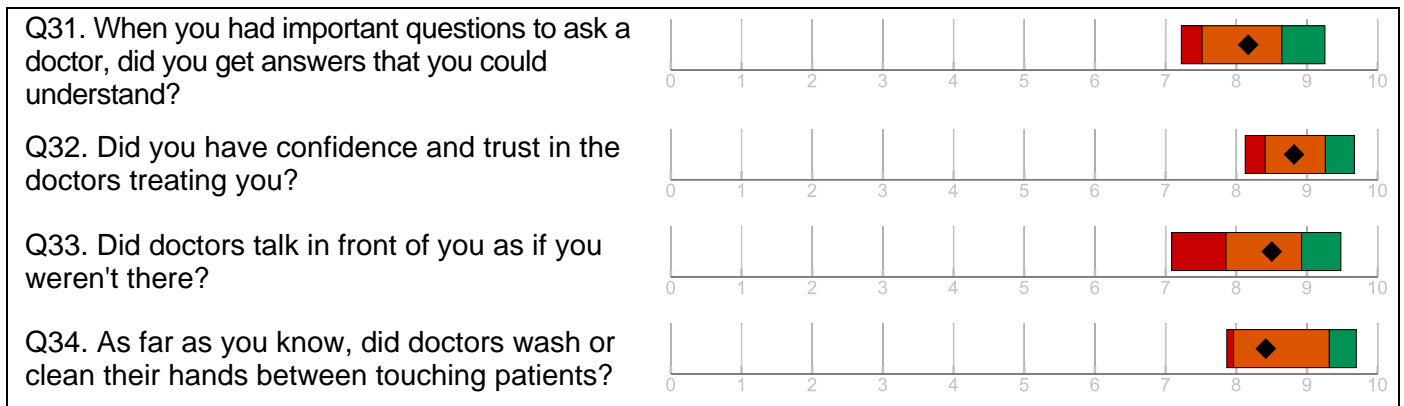 Q31. When you had important questions to ask a
doctor, did you get answers that you could
understand?
0 1 2 3 4 5 6 7 8 9 10
Q32. Did you have confidence and trust in the
doctors treating you?
0 1 2 3 4 5 6 7 8 9 10
Q33. Did doctors talk in front of you as if you
weren't there?
0 1 2 3 4 5 6 7 8 9 10
Q34. As far as you know, did doctors wash or
clean their hands between touching patients?
0 1 2 3 4 5 6 7 8 9 10